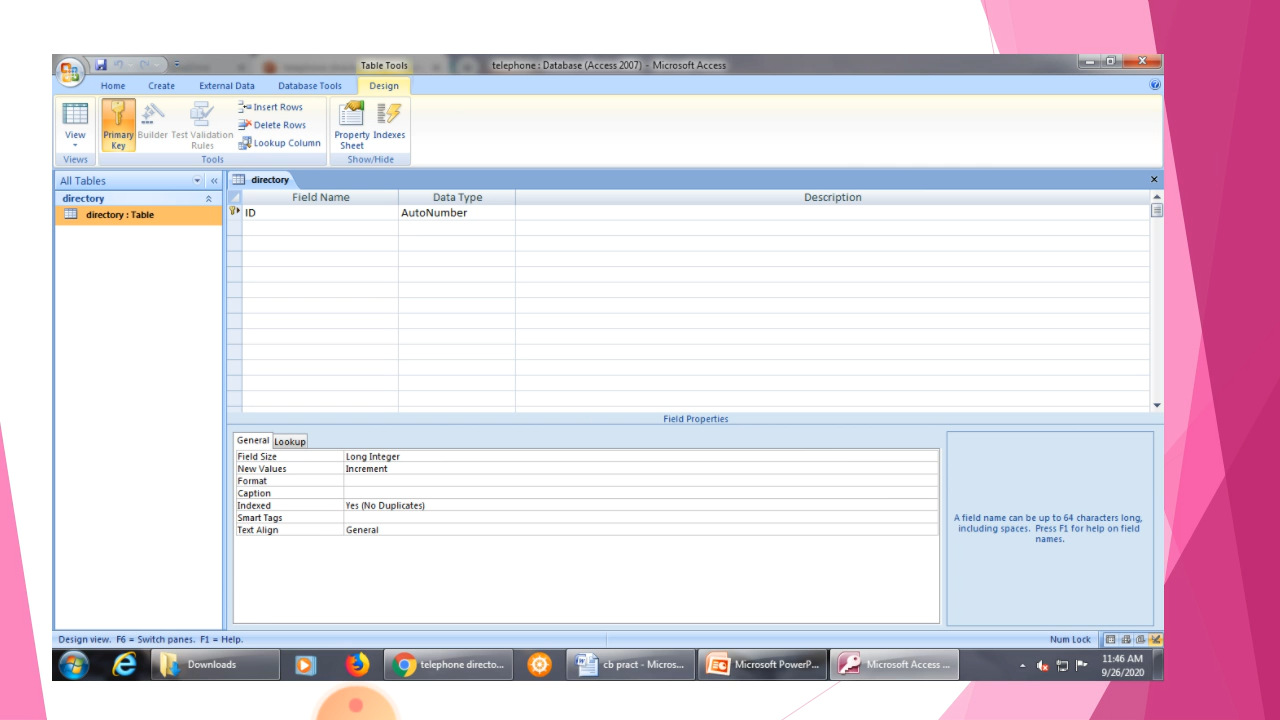 Table Tools
telephone : Database (Access 2007) - Microsoft Access
Home Create External Data Database Tools Design
View
Views
Primary Key
Builder
Test Validation Rules
Insert Rows
Delete Rows
Lookup Column
Tools
Property Sheet
Indexes
Show/Hide
All Tables
directory
directory : Table
directory
Field Name Data Type Description
ID AutoNumber
Field Properties
General Lookup
Field Size Long Integer
New Values Increment
Format
Caption
Indexed Yes (No Duplicates)
Smart Tags
Text Align General
A field name can be up to 64 characters long,
including spaces. Press F1 for help on field
names.
Design view. F6 = Switch panes. F1 = Help.
Num Lock
Downloads
telephone directo...
cb pract - Micros...
Microsoft PowerP...
Microsoft Access ...
11:46 AM
9/26/2020